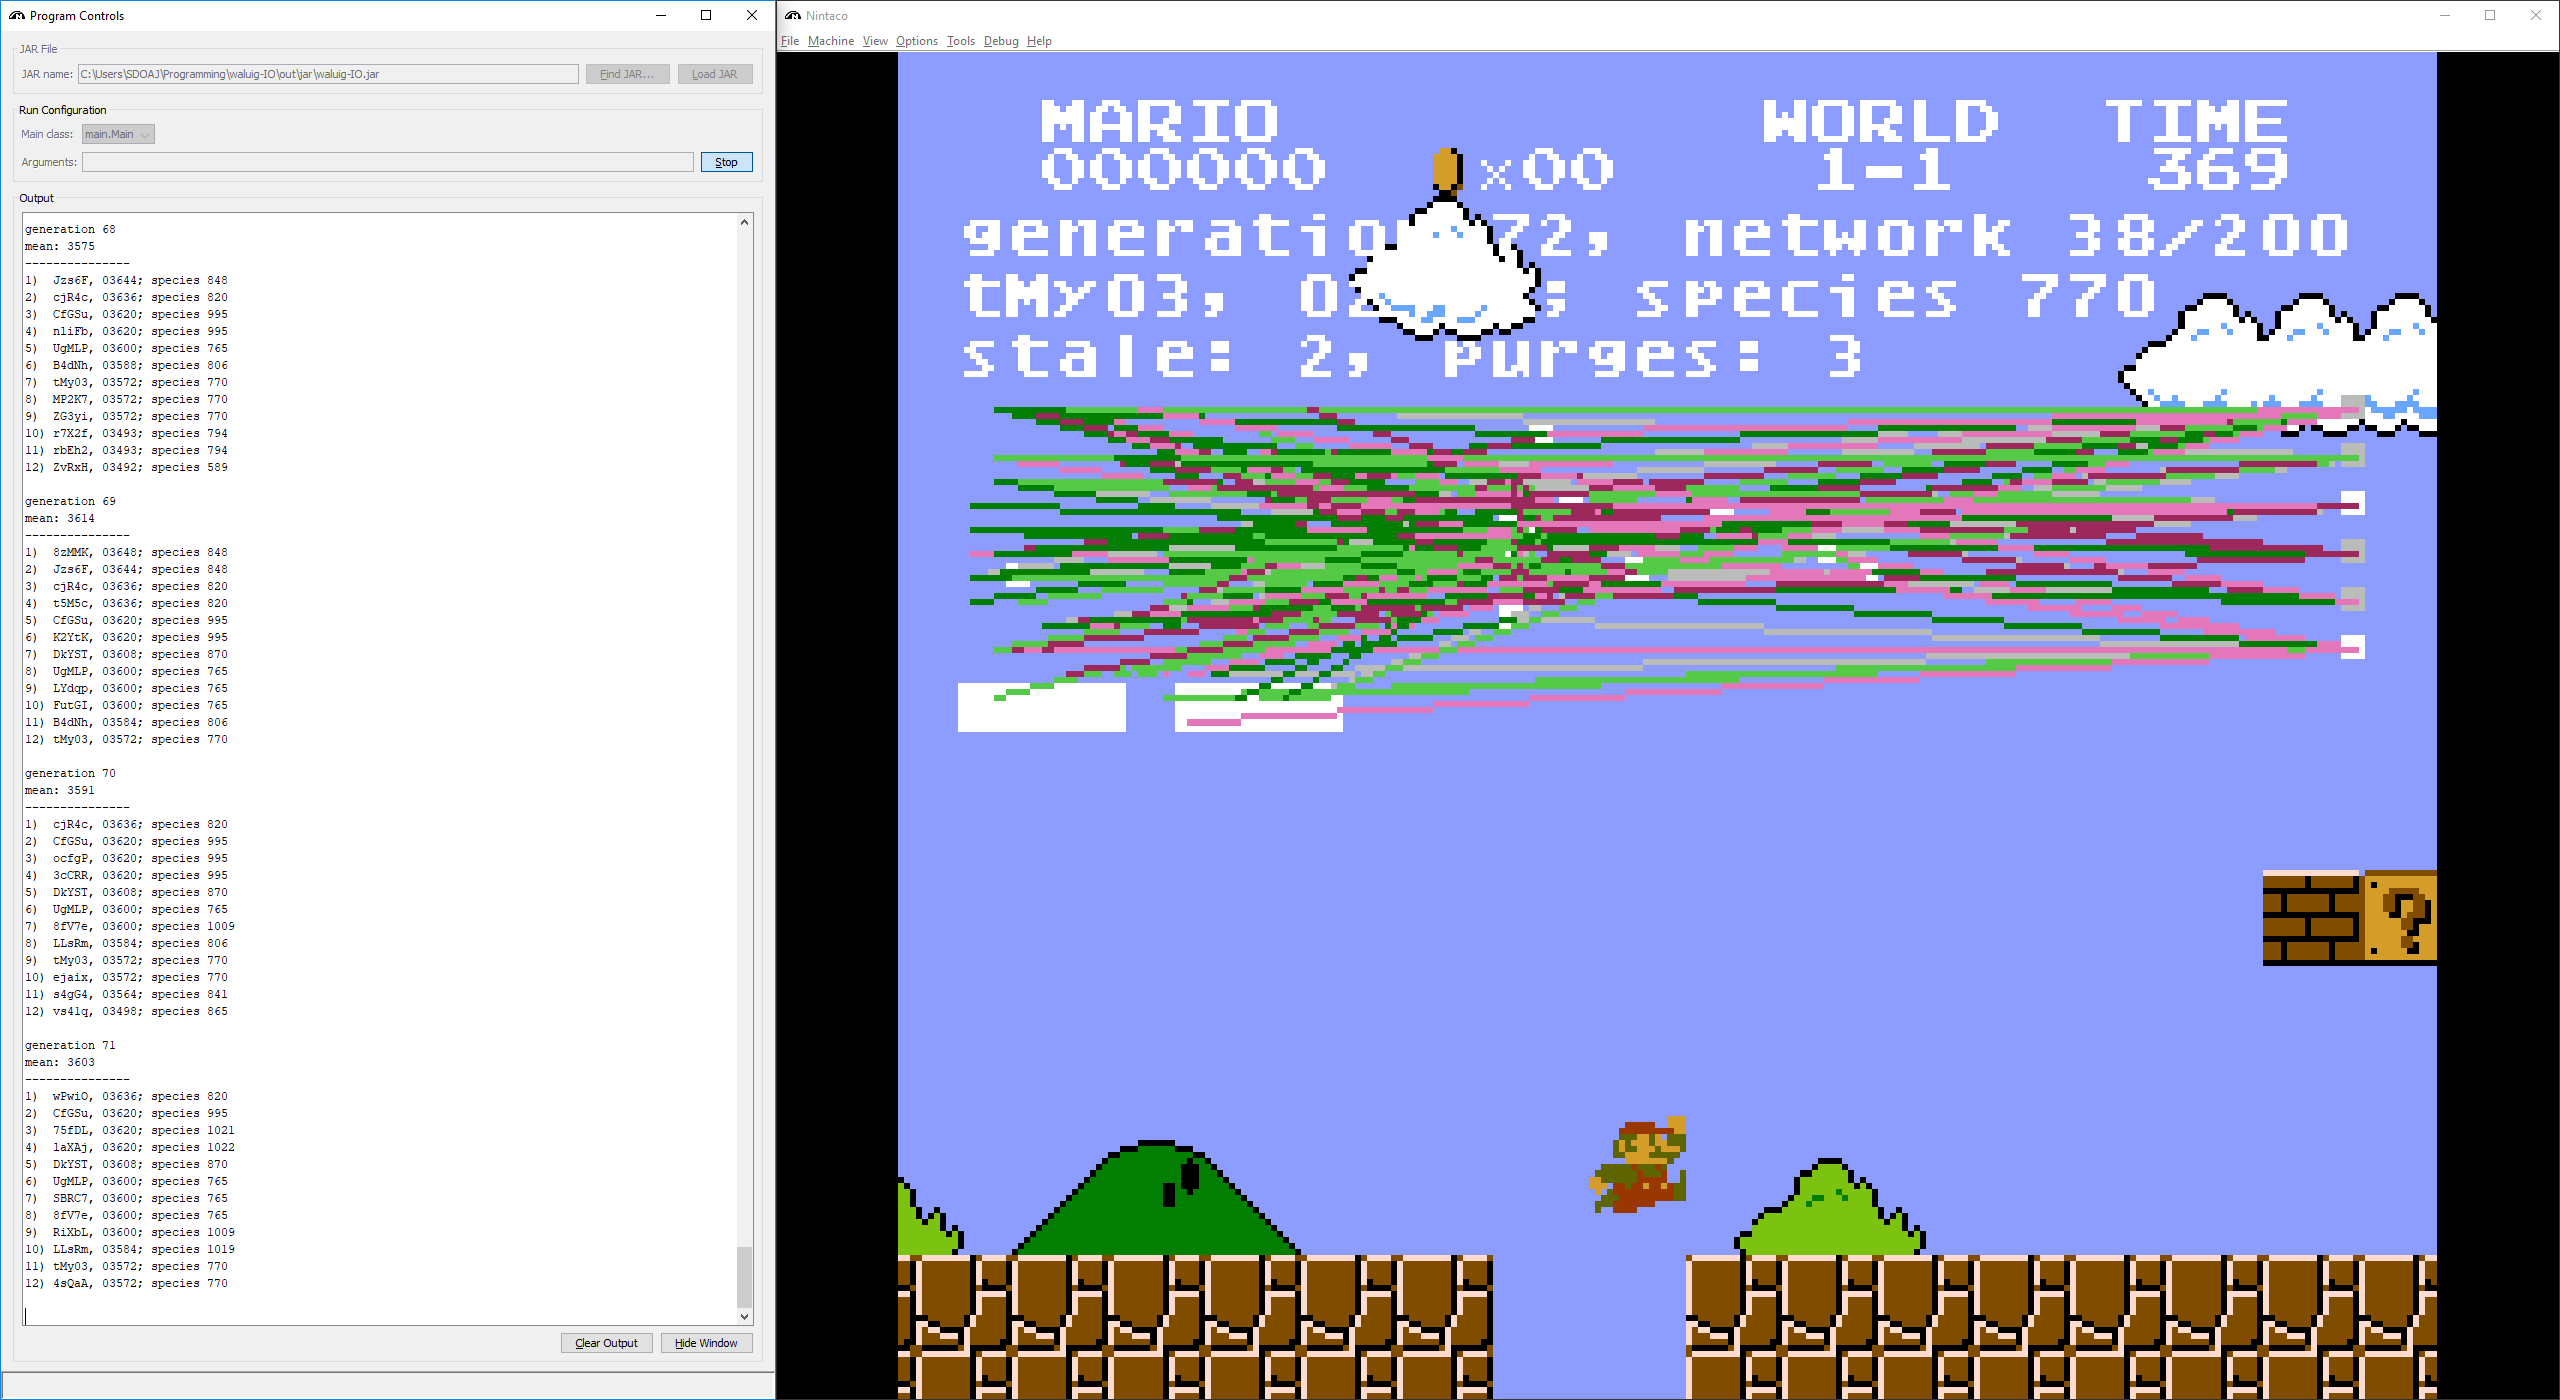 Program Controls
JAR File
JAR name: C:\Users\SDOAJ\Programming\waluig-IO\out\jar\waluig-IO.jar Find JAR... Load JAR
Run Configuration
Main class: main.Main
Arguments: Stop
Output
generation 68
mean: 3575
---------------
1) Jzs6F, 03644; species 848
2) cjR4c, 03636; species 820
3) CfGSu, 03620; species 995
4) nliFb, 03620; species 995
5) UgMLP, 03600; species 765
6) B4dNh, 03588; species 806
7) tMy03, 03572; species 770
8) MP2K7, 03572; species 770
9) ZG3yi, 03572; species 770
10) r7X2f, 03493; species 794
11) rbEh2, 03493; species 794
12) ZvRxH, 03492; species 589
generation 69
mean: 3614
---------------
1) 8zMMK, 03648; species 848
2) Jzs6F, 03644; species 848
3) cjR4c, 03636; species 820
4) t5M5c, 03636; species 820
5) CfGSu, 03620; species 995
6) K2YtK, 03620; species 995
7) DkYST, 03608; species 870
8) UgMLP, 03600; species 765
9) LYdqp, 03600; species 765
10) FutGI, 03600; species 765
11) B4dNh, 03584; species 806
12) tMy03, 03572; species 770
generation 70
mean: 3591
---------------
1) cjR4c, 03636; species 820
2) CfGSu, 03620; species 995
3) ocfgP, 03620; species 995
4) 3cCRR, 03620; species 995
5) DkYST, 03608; species 870
6) UgMLP, 03600; species 765
7) 8fV7e, 03600; species 1009
8) LLsRm, 03584; species 806
9) tMy03, 03572; species 770
10) ejaix, 03572; species 770
11) s4gG4, 03564; species 841
12) vs4lq, 03498; species 865
generation 71
mean: 3603
---------------
1) wPwiO, 03636; species 820
2) CfGSu, 03620; species 995
3) 75fDL, 03620; species 1021
4) laXAj, 03620; species 1022
5) DkYST, 03608; species 870
6) UgMLP, 03600; species 765
7) SBRC7, 03600; species 765
8) 8fV7e, 03600; species 765
9) RiXbL, 03600; species 1009
10) LLsRm, 03584; species 1019
11) tMy03, 03572; species 770
12) 4sQaA, 03572; species 770
Clear Output Hide Window
Nintaco
File Machine View Options Tools Debug Help
MARIO WORLD TIME
000000 x00 1-1 369
generatio 72, network 38/200
tMy03, 0 ; species 770
stale: 2, purges: 3
?